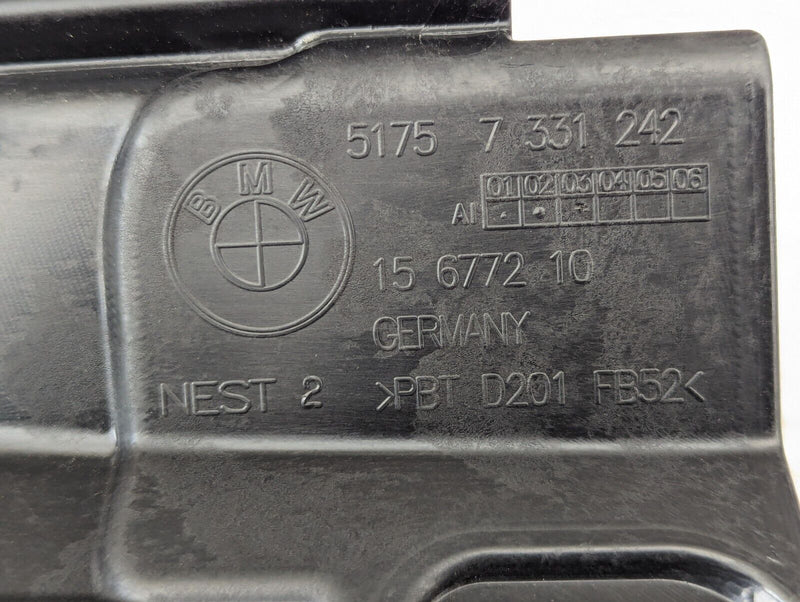 5175 7 331 242
BMW
01 02 03 04 05 06
AI
15 6772 10
GERMANY
NEST 2 >PBT D201 FB52<